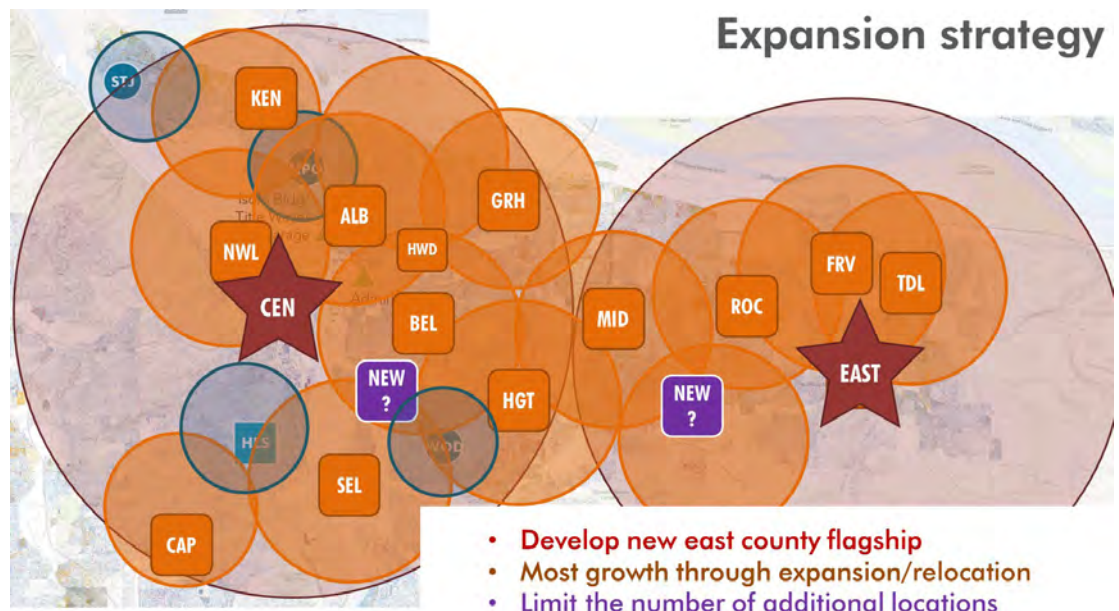 Expansion strategy
STJ
KEN
GRH
ALB
HWD
NWL
CEN
BEL
MID
ROC
FRV
TDL
EAST
NEW
?
HGT
NEW
?
HLS
SEL
CAP
• Develop new east county flagship
• Most growth through expansion/relocation
• Limit the number of additional locations